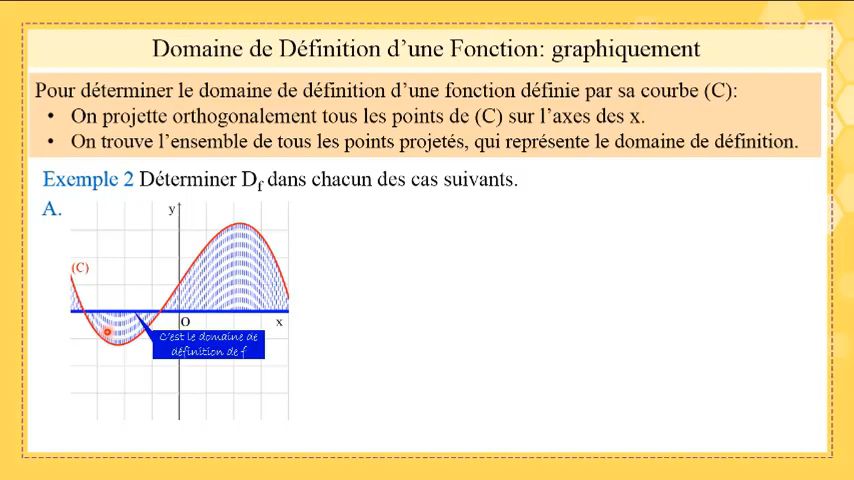 Domaine de Définition d’une Fonction: graphiquement
Pour déterminer le domaine de définition d’une fonction définie par sa courbe (C):
• On projette orthogonalement tous les points de (C) sur l’axes des x.
• On trouve l’ensemble de tous les points projetés, qui représente le domaine de définition.
Exemple 2 Déterminer Df dans chacun des cas suivants.
A.
y
(C)
O
x
C'est le domaine de
définition de f